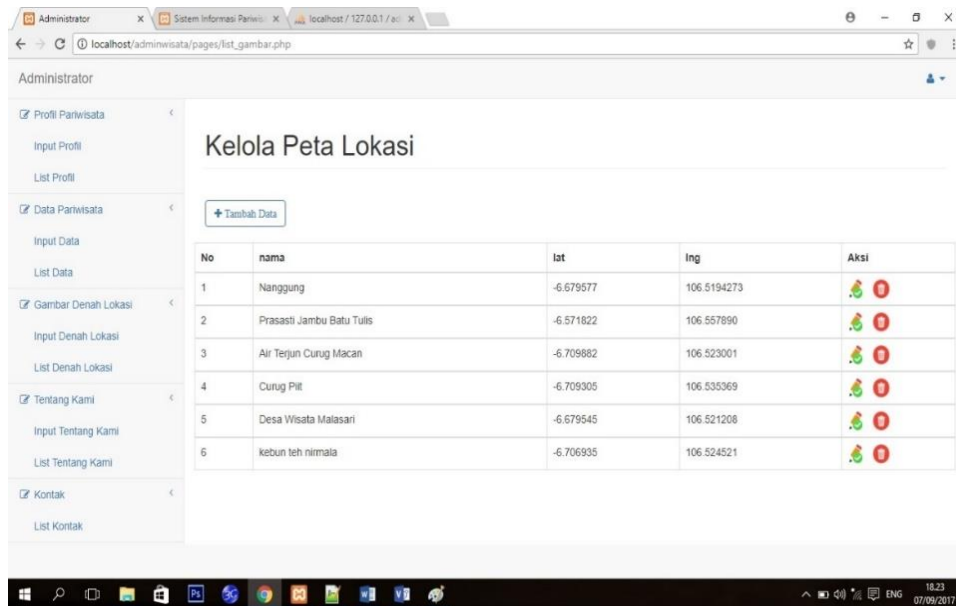 Administrator
Sistem Informasi Pariwis
localhost / 127.0.0.1 /
localhost/adminwisata/pages/list_gambar.php
Administrator
Profil Pariwisata
Input Profil
List Profil
Data Pariwisata
Input Data
List Data
Gambar Denah Lokasi
Input Denah Lokasi
List Denah Lokasi
Tentang Kami
Input Tentang Kami
List Tentang Kami
Kontak
List Kontak
Kelola Peta Lokasi
Tambah Data
No nama lat lng Aksi
1 Nanggung -6.679577 106.5194273
2 Prasasti Jambu Batu Tulis -6.571822 106.557890
3 Air Terjun Curug Macan -6.709882 106.523001
4 Curug Piit -6.709305 106.535369
5 Desa Wisata Malasari -6.679545 106.521208
6 kebun teh nirmala -6.706935 106.524521
Ps
ENG
18.23
07/09/2017